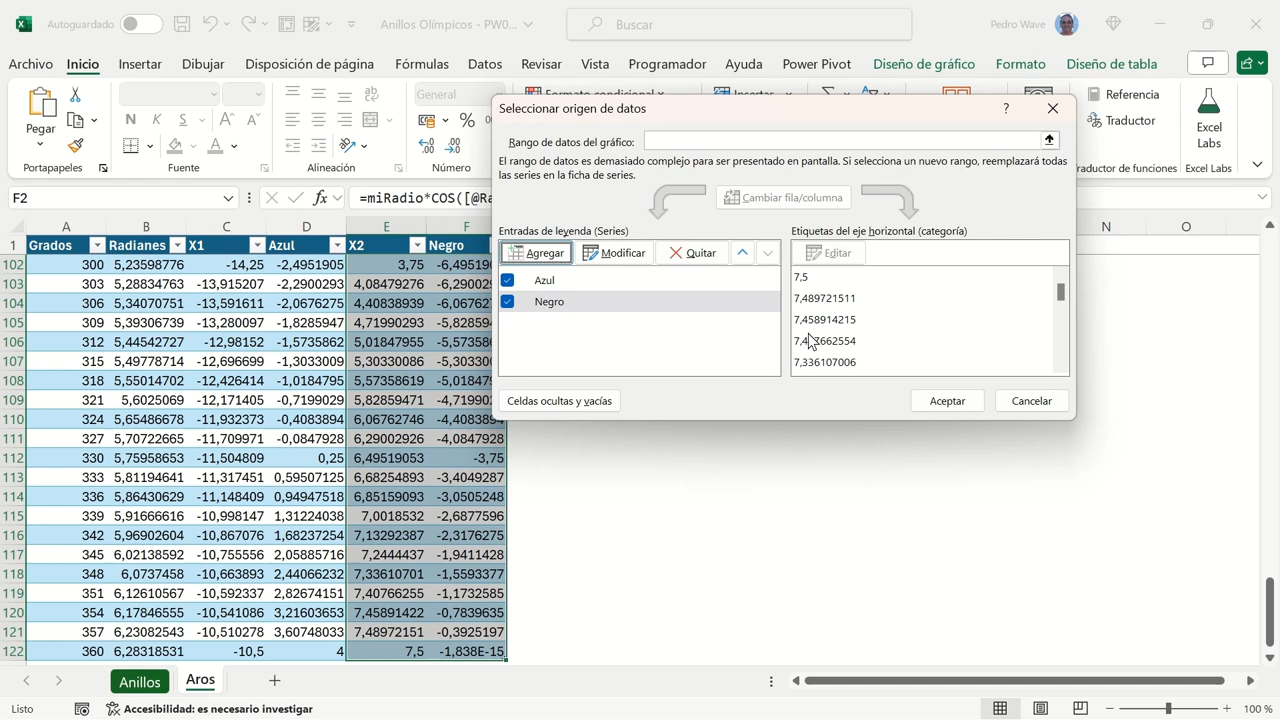 Autoguardado
Anillos Olímpicos - PW0...
Buscar
Pedro Wave
Archivo Inicio Insertar Dibujar Disposición de página Fórmulas Datos Revisar Vista Programador Ayuda Power Pivot Diseño de gráfico Formato Diseño de tabla
Pegar
N K S
General
Referencia
Traductor
Excel
Labs
Portapapeles Fuente Alineación Número Traductor de funciones Excel Labs
F2
fx =miRadio*COS([@Ra
Seleccionar origen de datos
?
Rango de datos del gráfico:
El rango de datos es demasiado complejo para ser presentado en pantalla. Si selecciona un nuevo rango, reemplazará todas
las series en la ficha de series.
Cambiar fila/columna
Entradas de leyenda (Series)
Etiquetas del eje horizontal (categoría)
Agregar Modificar Quitar
Editar
Azul
Negro
7,5
7,489721511
7,458914215
7,336107006
Celdas ocultas y vacías
Aceptar Cancelar
A B C D E F N O
1 Grados Radianes X1 Azul X2 Negro
102 300 5,23598776 -14,25 -2,4951905 3,75 -6,4951905
103 303 5,28834763 -13,915207 -2,2900293 4,08479276
104 306 5,34070751 -13,591611 -2,0676275 4,40838939
105 309 5,39306739 -13,280097 -1,8285947 4,71990293
106 312 5,44542727 -12,98152 -1,5735862 5,01847955
107 315 5,49778714 -12,696699 -1,3033009 5,30330086
108 318 5,55014702 -12,426414 -1,0184795 5,57358619
109 321 5,6025069 -12,171405 -0,7199029 5,82859471
110 324 5,65486678 -11,932373 -0,4083894 6,06762746
111 327 5,70722665 -11,709971 -0,0847928 6,29002926 -4,0847928
112 330 5,75958653 -11,504809 0,25 6,49519053 -3,75
113 333 5,81194641 -11,317451 0,59507125 6,68254893 -3,4049287
114 336 5,86430629 -11,148409 0,94947518 6,85159093 -3,0505248
115 339 5,91666616 -10,998147 1,31224038 7,0018532 -2,6877596
116 342 5,96902604 -10,867076 1,68237254 7,13292387 -2,3176275
117 345 6,02138592 -10,755556 2,05885716 7,2444437 -1,9411428
118 348 6,0737458 -10,663893 2,44066232 7,33610701 -1,5593377
119 351 6,12610567 -10,592337 2,82674151 7,40766255 -1,1732585
120 354 6,17846555 -10,541086 3,21603653 7,45891422 -0,7839635
121 357 6,23082543 -10,510278 3,60748033 7,48972151 -0,3925197
122 360 6,28318531 -10,5 4 7,5 -1,838E-15
Anillos Aros
Listo
Accesibilidad: es necesario investigar
100 %